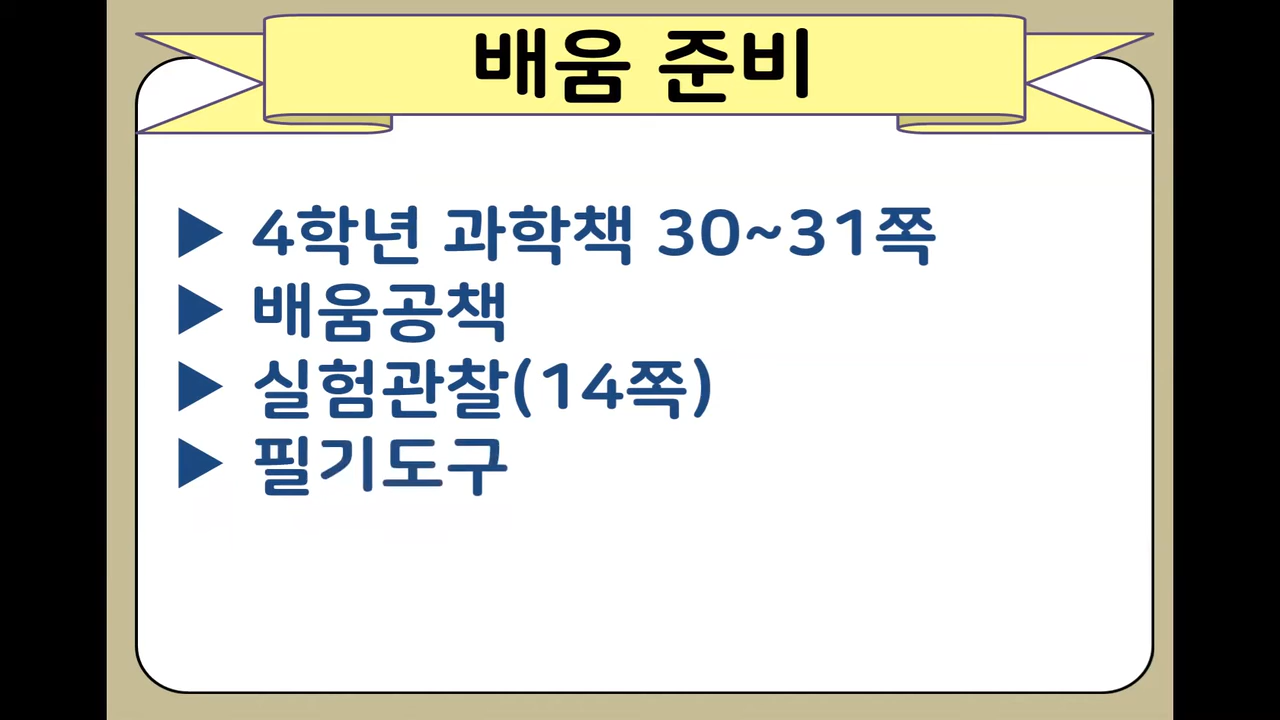 배움 준비
▶ 4학년 과학책 30~31쪽
▶ 배움공책
▶ 실험관찰(14쪽)
▶ 필기도구